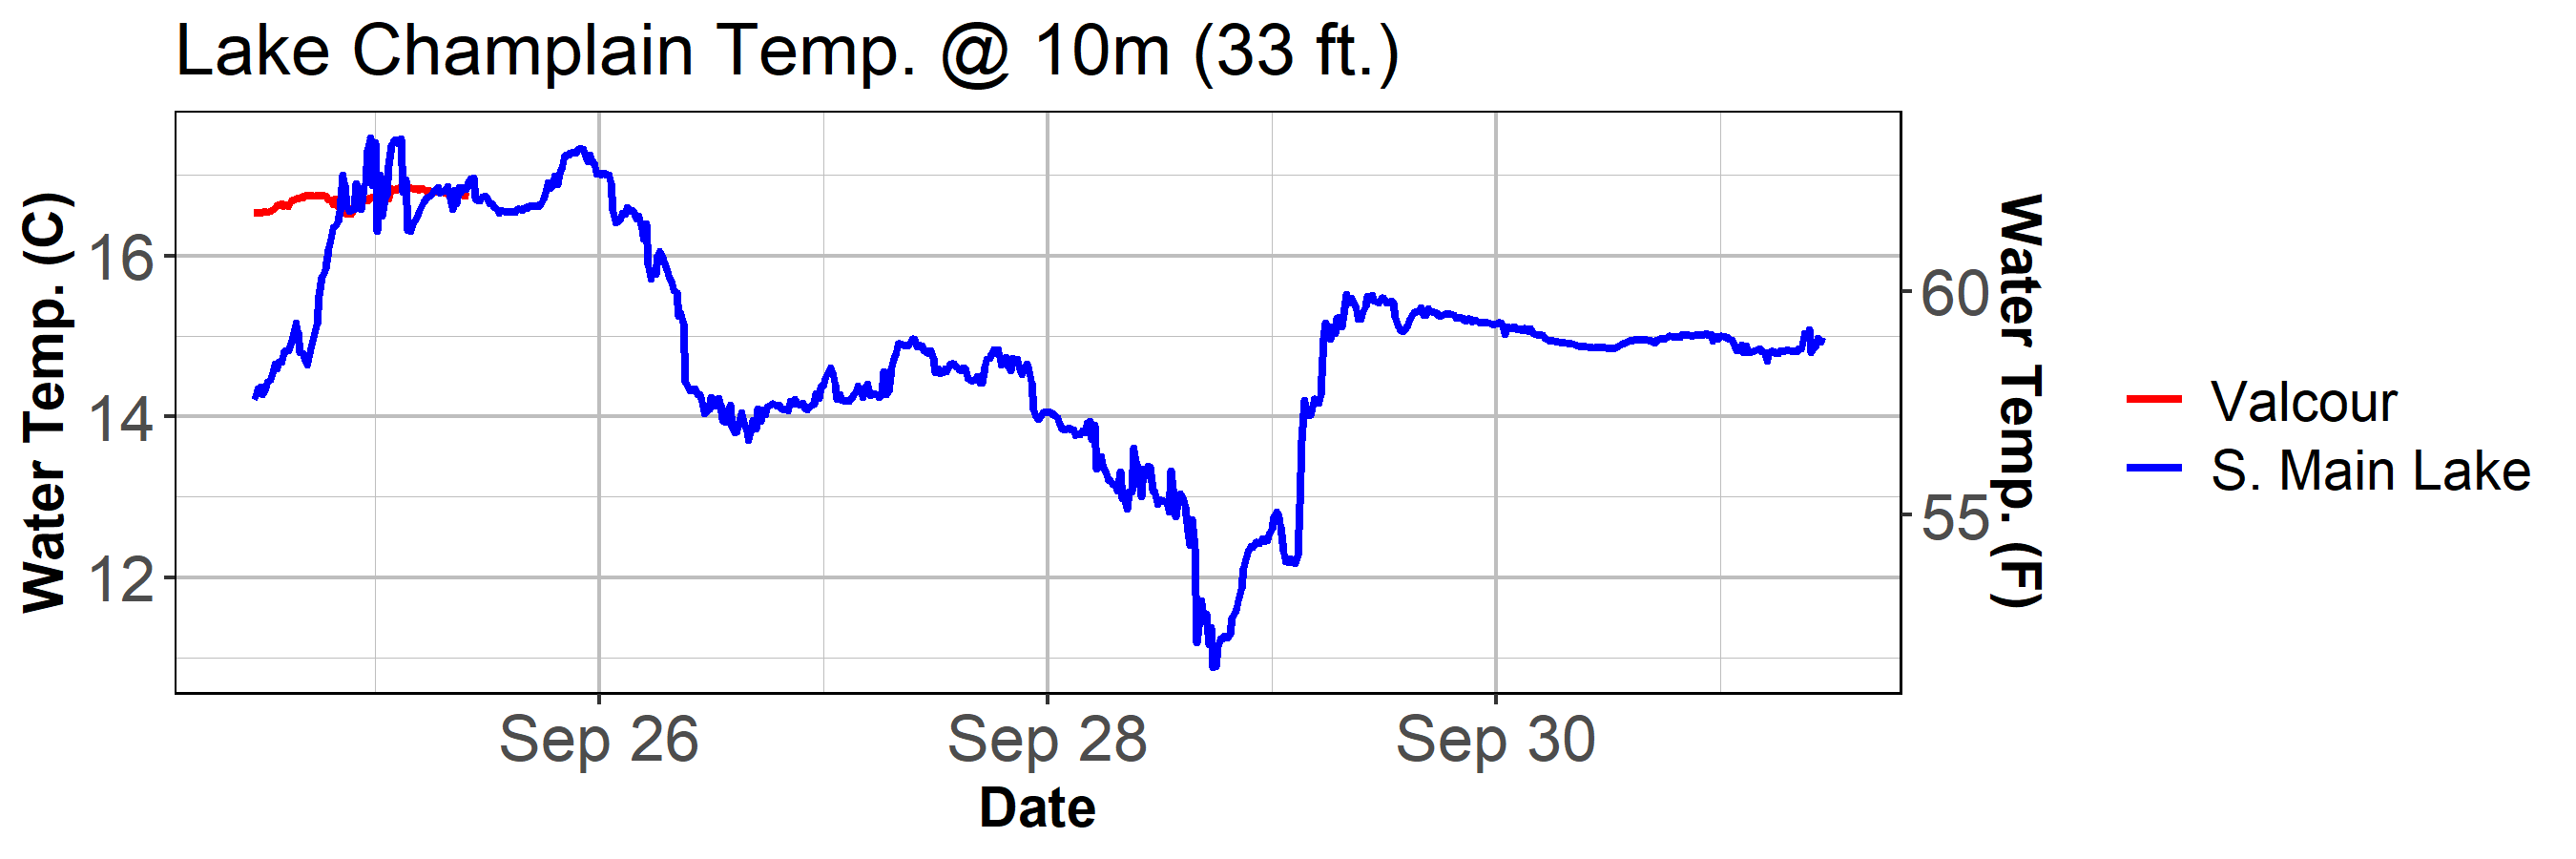 Lake Champlain Temp. @ 10m (33 ft.)
Water Temp. (C)
16
14
12
60
55
Water Temp. (F)
Sep 26
Sep 28
Sep 30
Date
Valcour
S. Main Lake